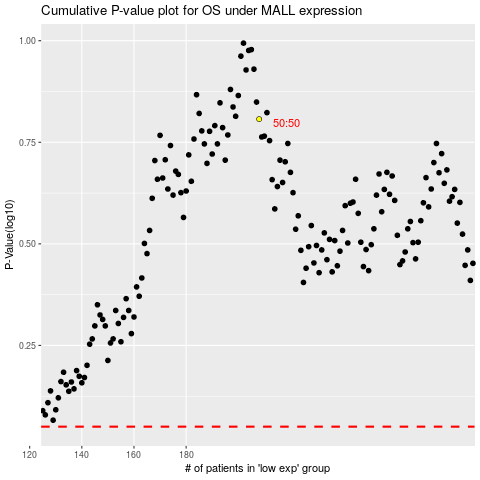 Cumulative P-value plot for OS under MALL expression
1.00
50:50
0.75
0.50
0.25
P-Value(log10)
120 140 160 180
# of patients in 'low exp' group